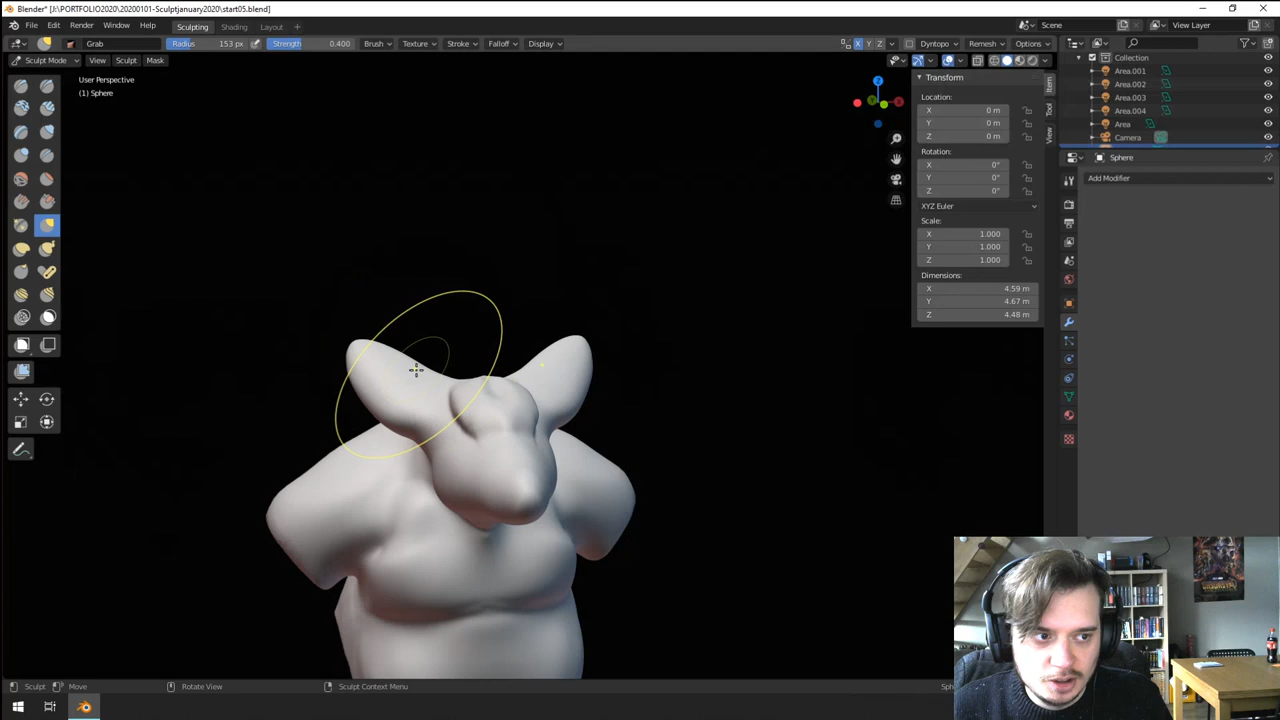 Blender* [J:\PORTFOLIO2020\20200101-Sculptjanuary2020\start05.blend]
File Edit Render Window Help Sculpting Shading Layout Scene View Layer
Grab Radius 153 px Strength 0.400 Brush Texture Stroke Falloff Display X Y Z Dyntopo Remesh Options
Sculpt Mode View Sculpt Mask
User Perspective
(1) Sphere
Z
X
Y
Item
Tool
View
Transform
Location:
X 0 m
Y 0 m
Z 0 m
Rotation:
X 0°
Y 0°
Z 0°
XYZ Euler
Scale:
X 1.000
Y 1.000
Z 1.000
Dimensions:
X 4.59 m
Y 4.67 m
Z 4.48 m
Collection
Area.001
Area.002
Area.003
Area.004
Area
Camera
Sphere
Add Modifier
Sculpt Move Rotate View Sculpt Context Menu Sph